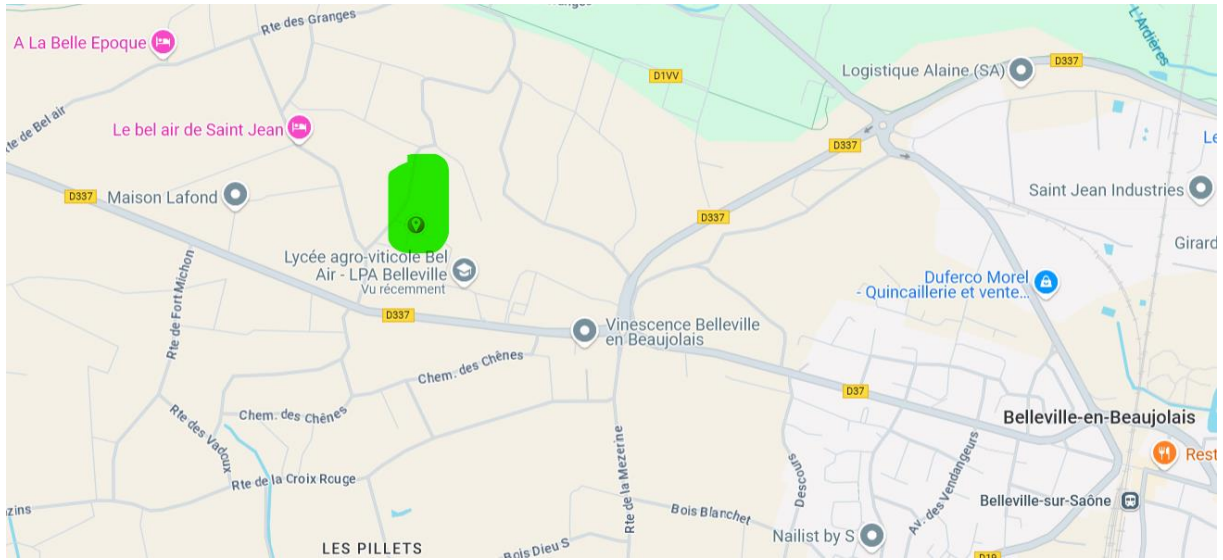 Rte des Granges
A La Belle Epoque
D1VV
Logistique Alaine (SA)
D337
L'Ardières
Rte de Bel air
Le bel air de Saint Jean
D337
Le
D337
Maison Lafond
D337
Saint Jean Industries
Girard
Lycée agro-viticole Bel
Air - LPA Belleville
Vu récemment
Duferco Morel
- Quincaillerie et vente...
Rte de Fort Michon
D337
Vinescence Belleville
en Beaujolais
Chem. des Chênes
D37
Chem. des Chênes
Rte des Vadoux
Belleville-en-Beaujolais
Rest
Rte de la Croix Rouge
Rte de la Mezerine
Descours
Av. des Vendangeurs
Belleville-sur-Saône
Bois Blanchet
Nailist by S
LES PILLETS
Bois Dieu S
D19